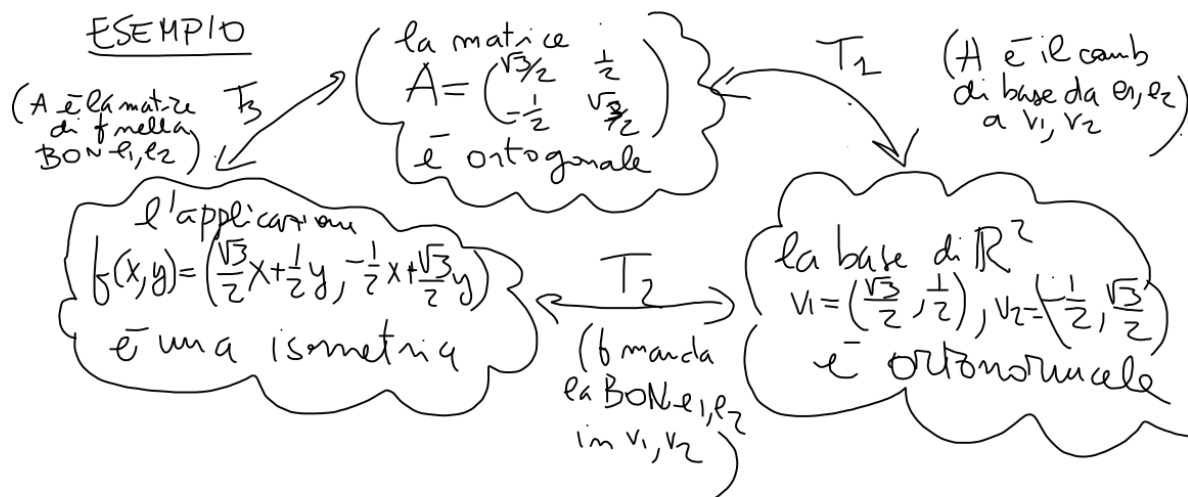 ESEMPIO
la matrice
A = (√3/2 1/2
-1/2 √3/2)
è ortogonale
T1
(A è il camb
di base da e1,e2
a v1, v2)
(A è la matrice
di f nella
BON e1,e2)
T3
l'applicazione
f(x,y)=(√3/2 x+1/2 y, -1/2 x+√3/2 y)
è una isometria
T2
(f manda
la BON e1,e2
in v1, v2)
la base di ℝ²
v1=(√3/2, 1/2), v2=(-1/2, √3/2)
è ortonormale